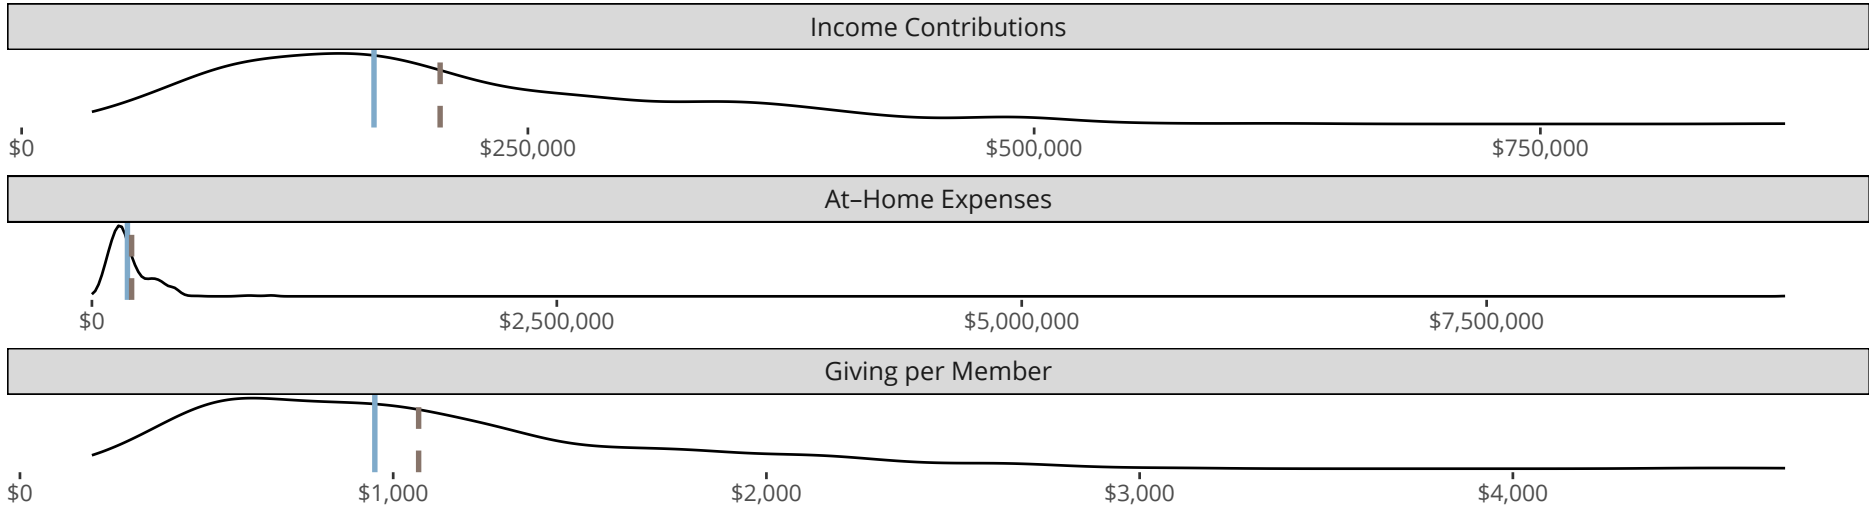 Income Contributions
$0 $250,000 $500,000 $750,000
At–Home Expenses
$0 $2,500,000 $5,000,000 $7,500,000
Giving per Member
$0 $1,000 $2,000 $3,000 $4,000